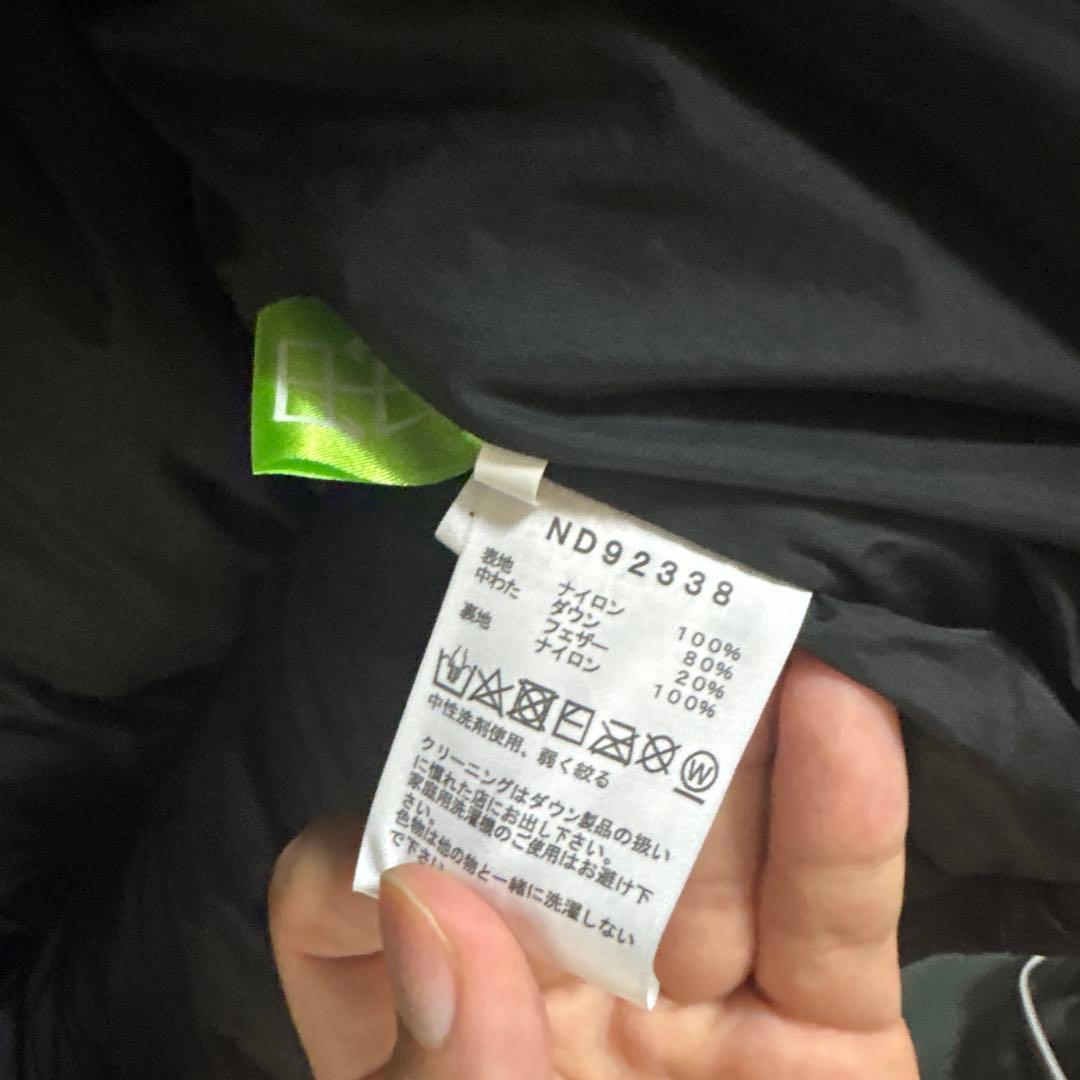 ND92338
表地 ナイロン 100%
中わた ダウン 80%
フェザー 20%
裏地 ナイロン 100%
中性洗剤使用、弱く絞る
クリーニングはダウン製品の扱い
に慣れた店にお出し下さい。
家庭用洗濯機のご使用はお避け下
さい。
色物は他の物と一緒に洗濯しない
で下さい
W